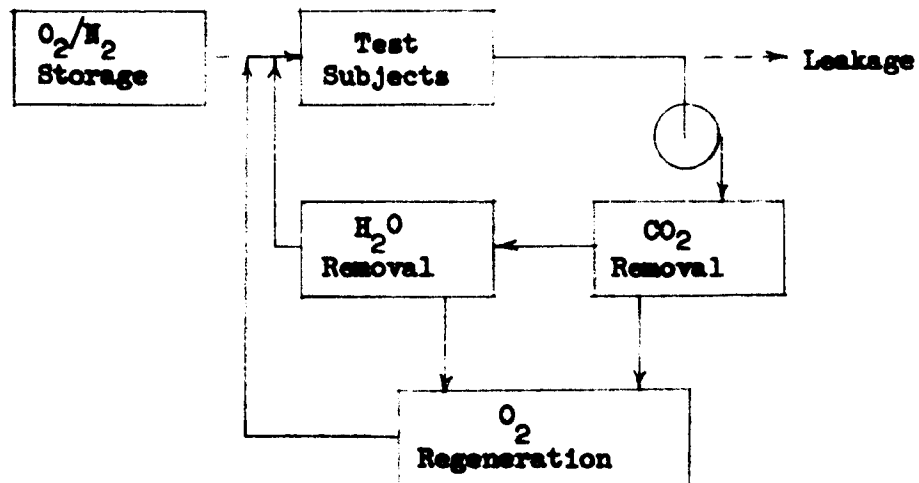 O₂/N₂
Storage
Test
Subjects
Leakage
H₂O
Removal
CO₂
Removal
O₂
Regeneration